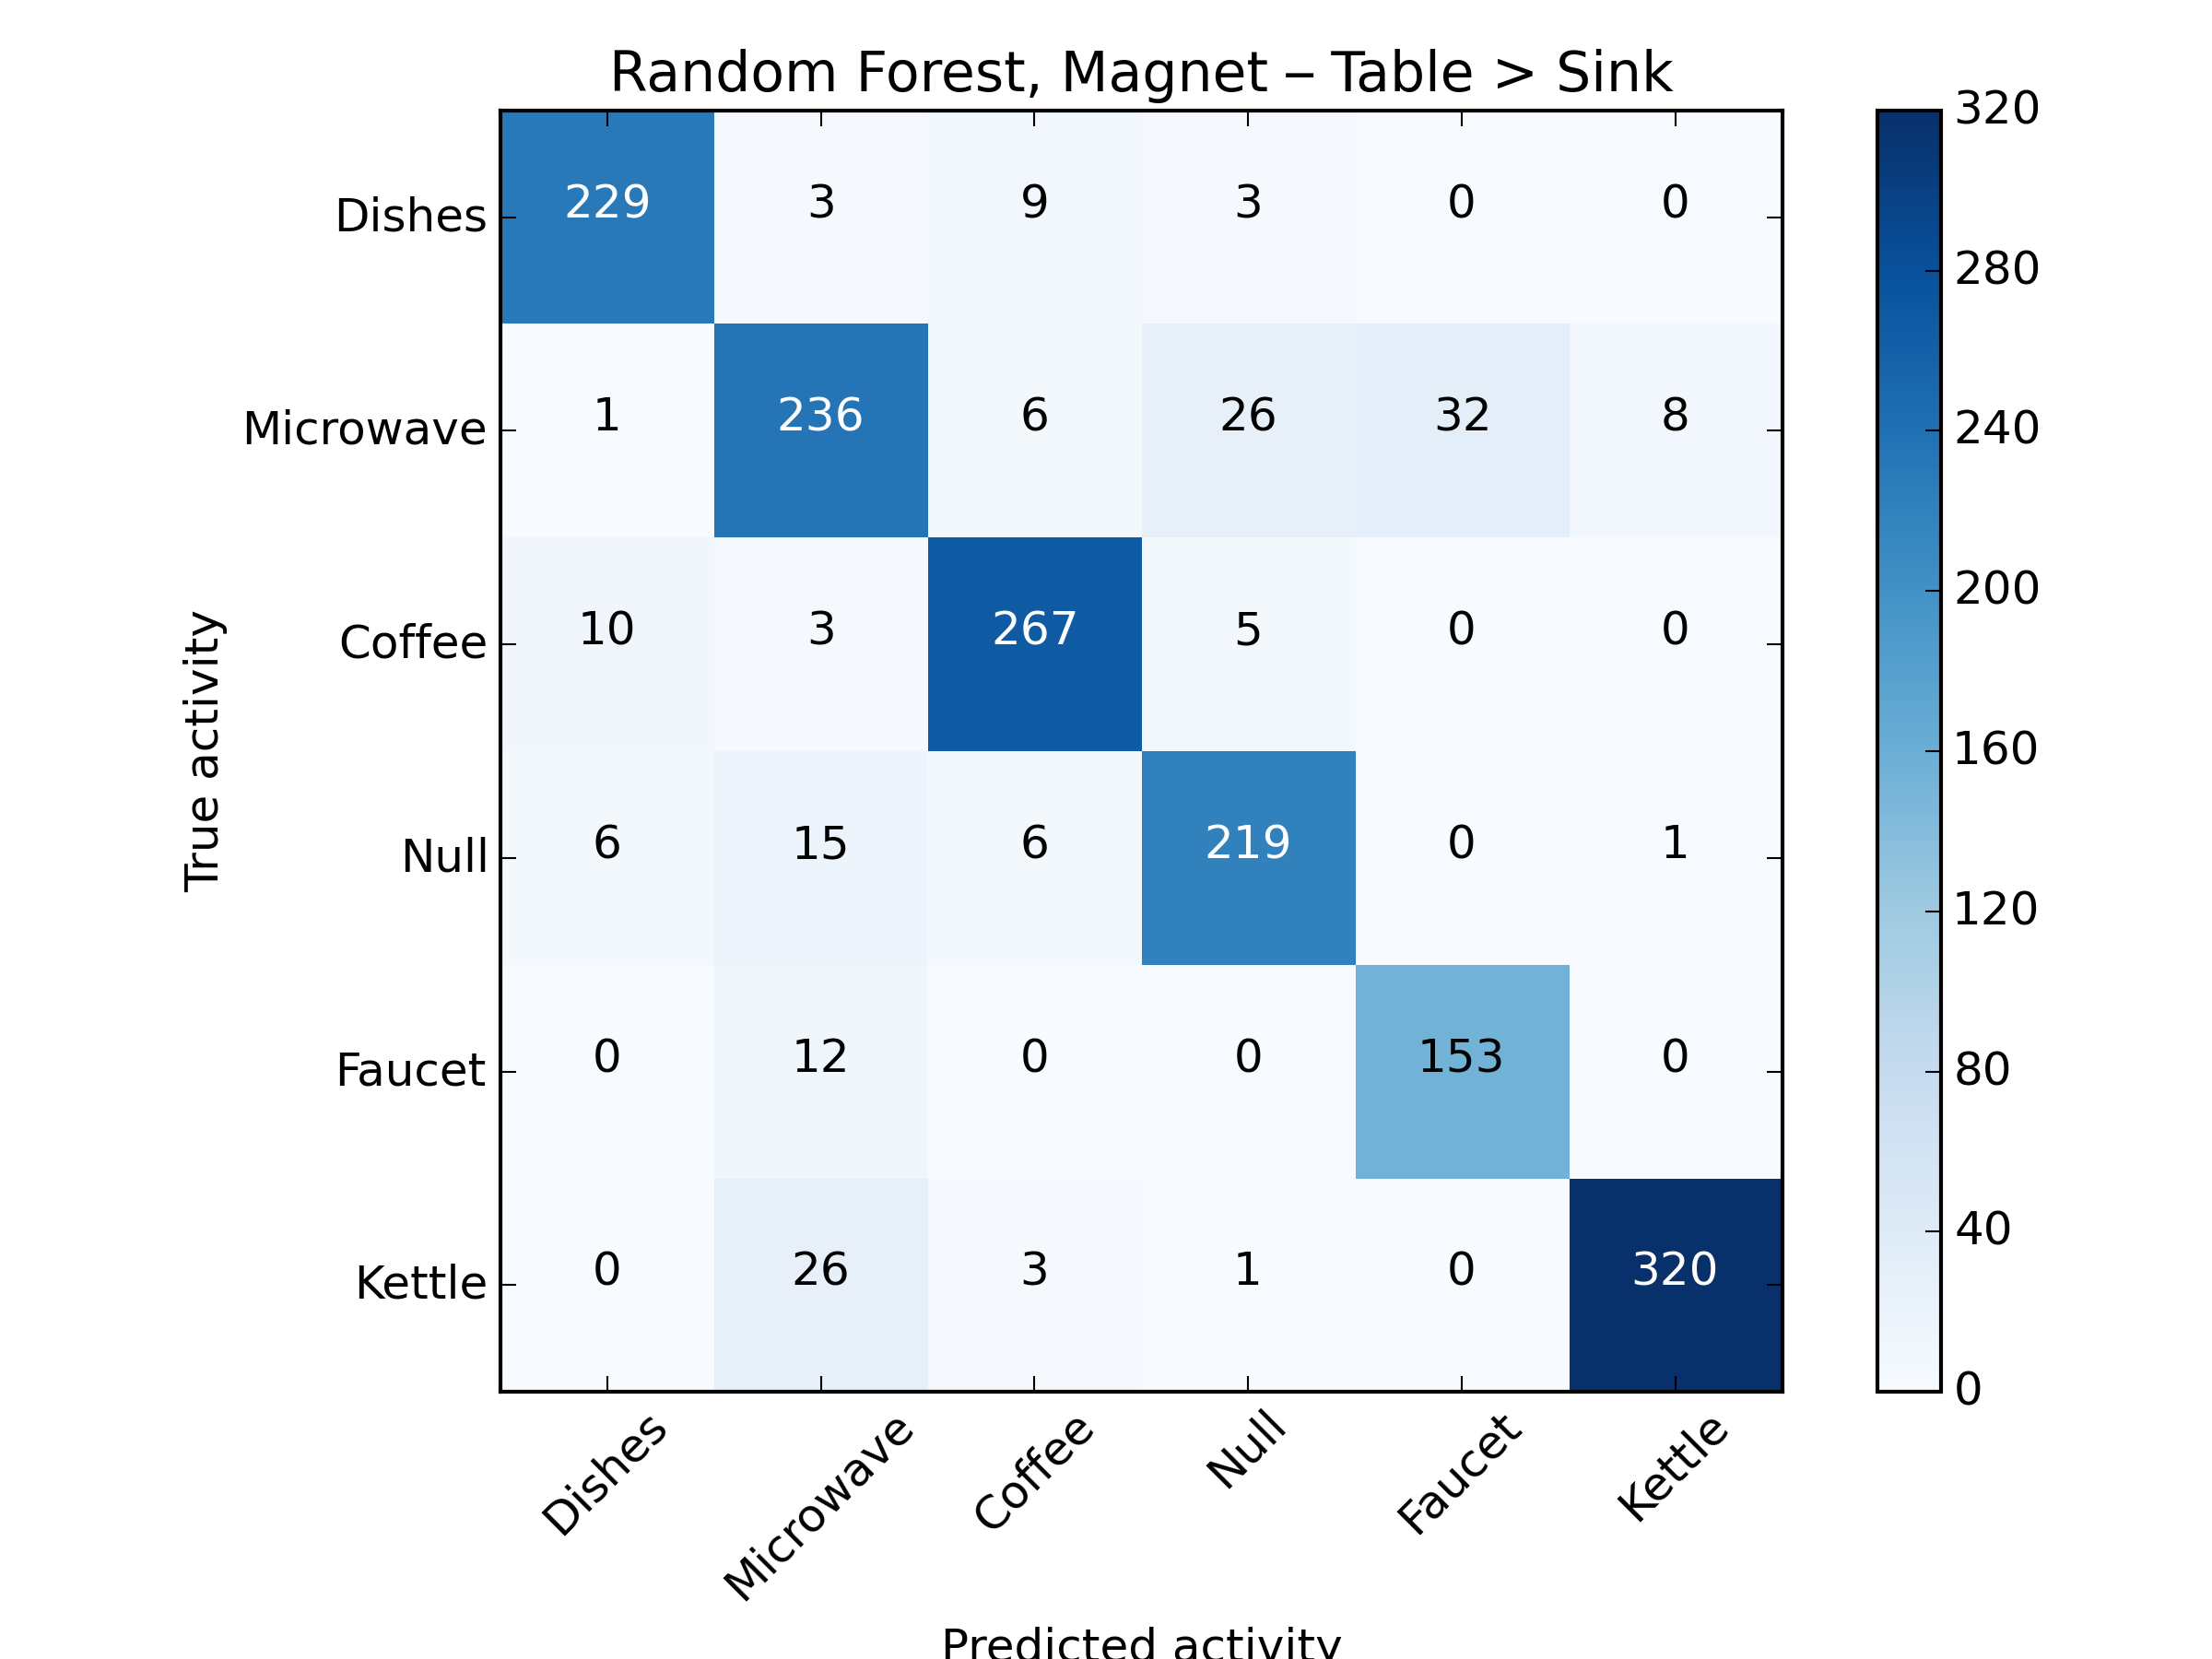 Random Forest, Magnet – Table > Sink
320
Dishes 229 3 9 3 0 0
280
Microwave 1 236 6 26 32 8
240
Coffee 10 3 267 5 0 0
200
True activity
160
Null 6 15 6 219 0 1
120
Faucet 0 12 0 0 153 0
80
Kettle 0 26 3 1 0 320
40
0
Dishes Microwave Coffee Null Faucet Kettle
Predicted activity